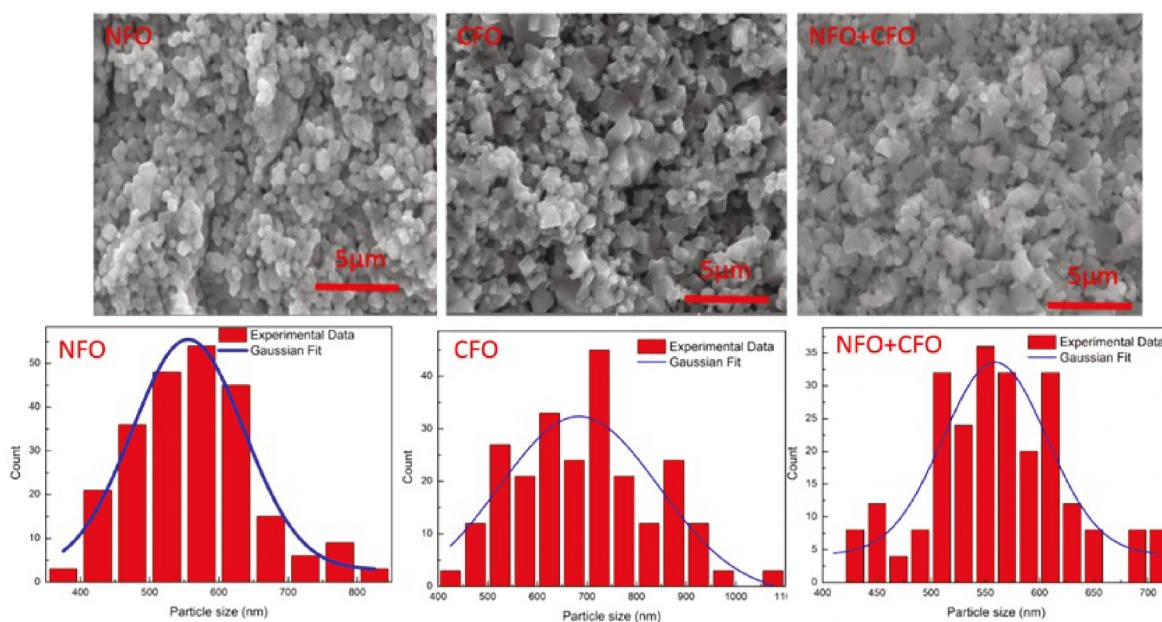 NFO
CFO
NFO+CFO
5µm
5µm
5µm
NFO
Experimental Data
Gaussian Fit
50
40
30
20
10
0
Count
400
500
600
700
800
Particle size (nm)
CFO
Experimental Data
Gaussian Fit
40
30
20
10
0
Count
400
500
600
700
800
900
1000
Particle size (nm)
NFO+CFO
Experimental Data
Gaussian Fit
35
30
25
20
15
10
5
0
Count
400
450
500
550
600
650
700
Particle size (nm)